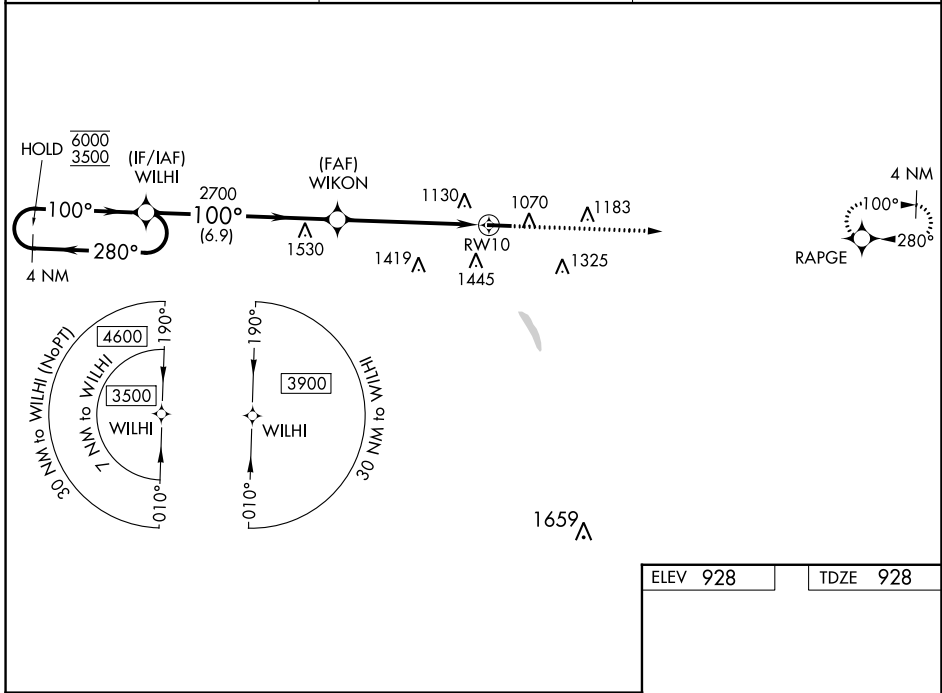 HOLD
6000
3500
(IF/IAF)
WILHI
2700
100°
(6.9)
100°
280°
4 NM
1530
(FAF)
WIKON
1130
1070
1183
RW10
1419
1445
1325
4 NM
100°
280°
RAPGE
30 NM to WILHI (NoPT)
4600
190°
7 NM to WILHI
3500
WILHI
010°
190°
3900
WILHI
30 NM to WILHI
010°
1659
ELEV 928
TDZE 928